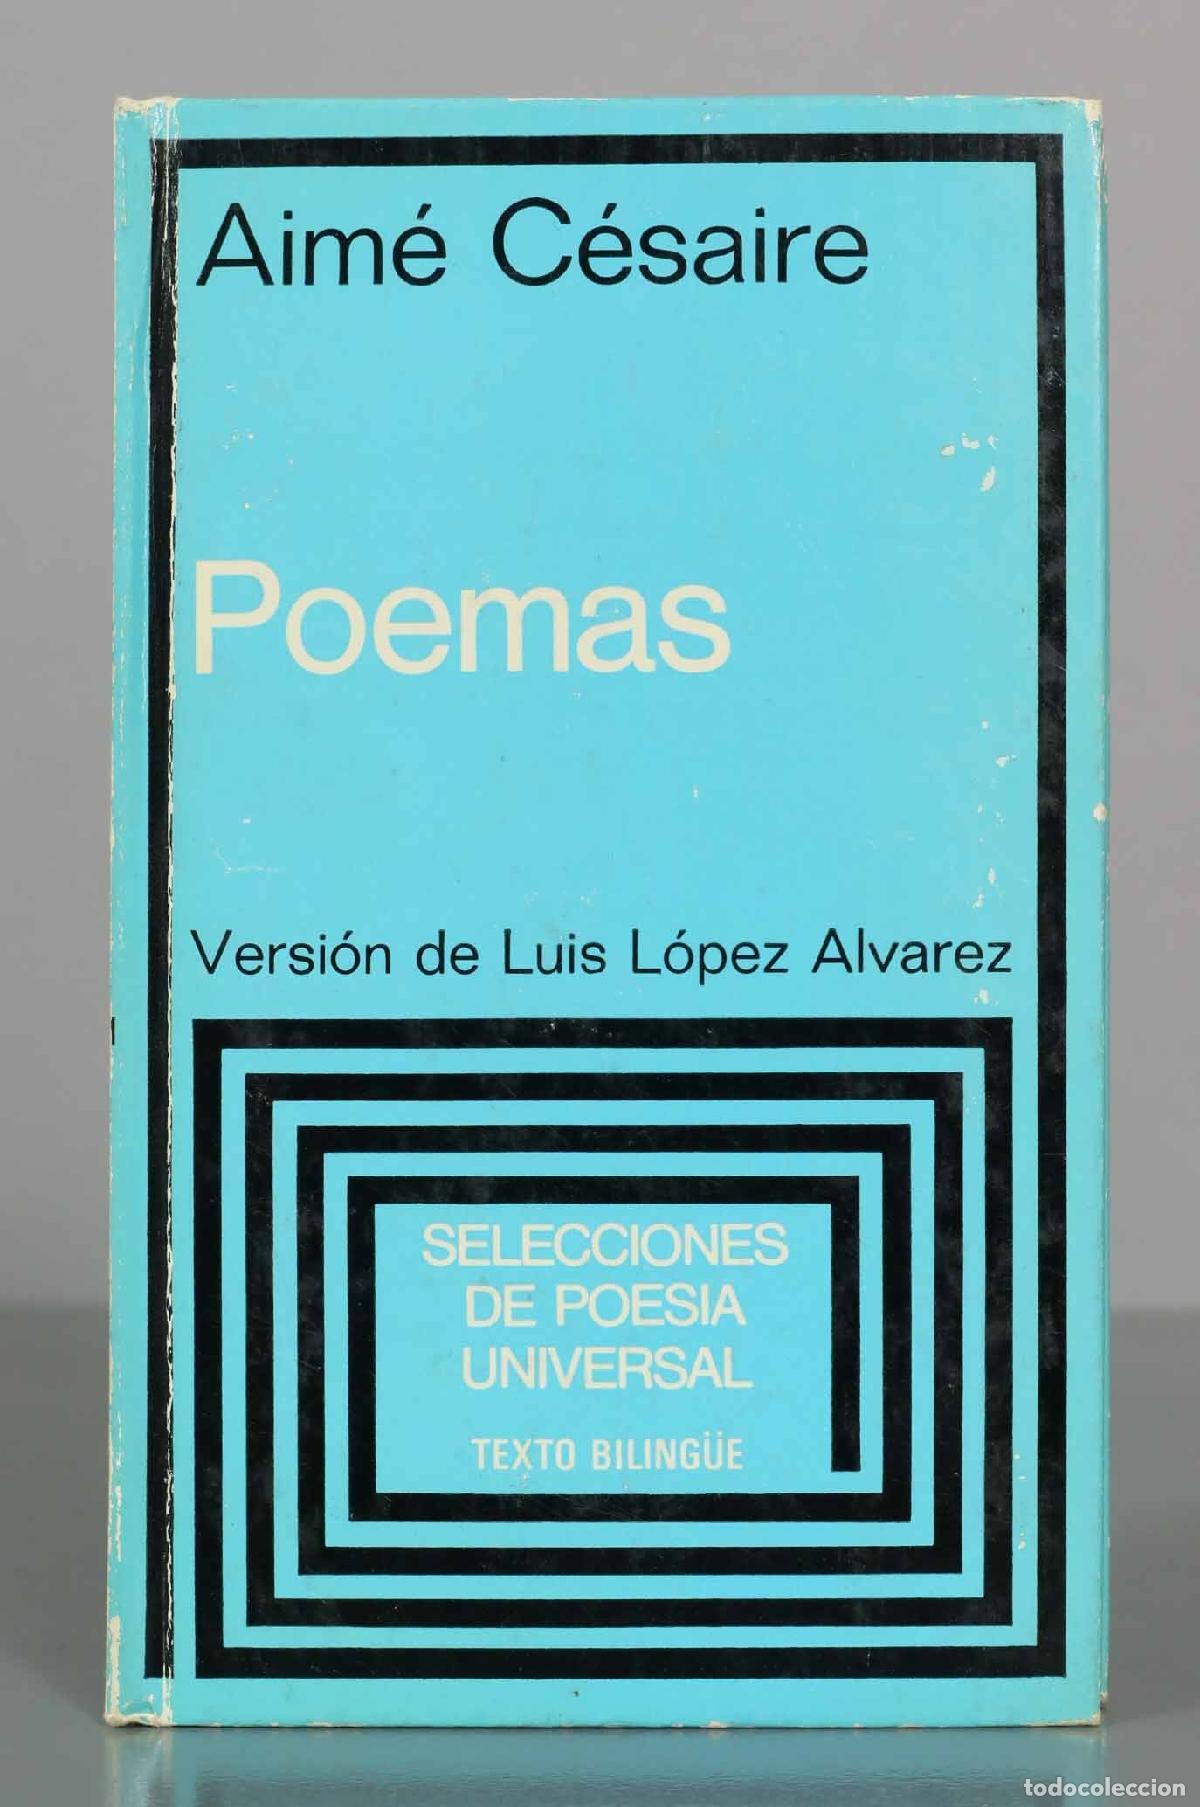 Aimé Césaire
Poemas
Versión de Luis López Alvarez
SELECCIONES
DE POESIA
UNIVERSAL
TEXTO BILINGÜE
todocoleccion